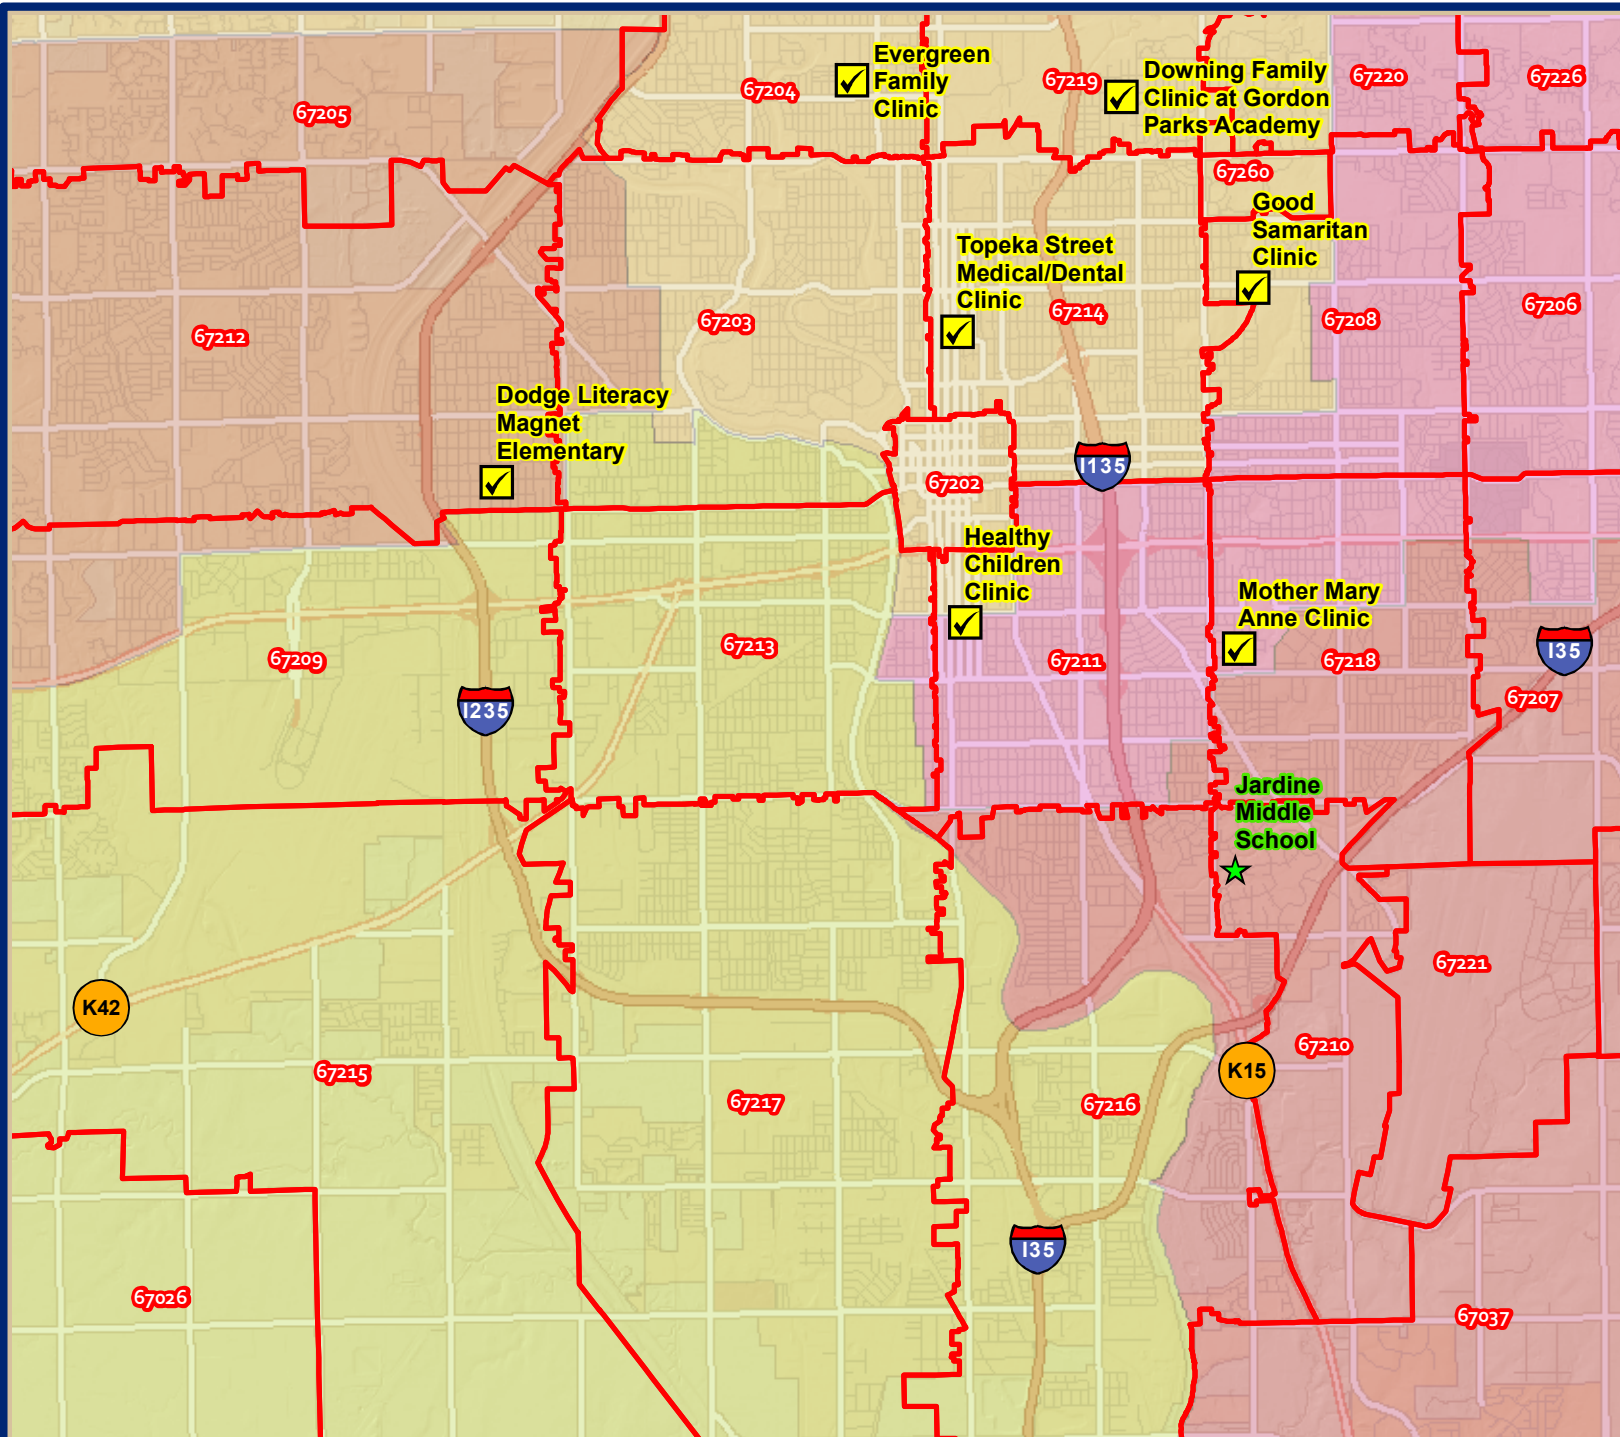 Evergreen
Family
Clinic
67204
67219
Downing Family
Clinic at Gordon
Parks Academy
67220
67226
67205
67260
Good
Samaritan
Clinic
Topeka Street
Medical/Dental
Clinic
67212
67203
67214
67208
67206
Dodge Literacy
Magnet
Elementary
I135
67202
Healthy
Children
Clinic
Mother Mary
Anne Clinic
67209
67213
67211
67218
I35
67207
I235
Jardine
Middle
School
67221
K42
67215
67217
67216
67210
K15
I35
67026
67037